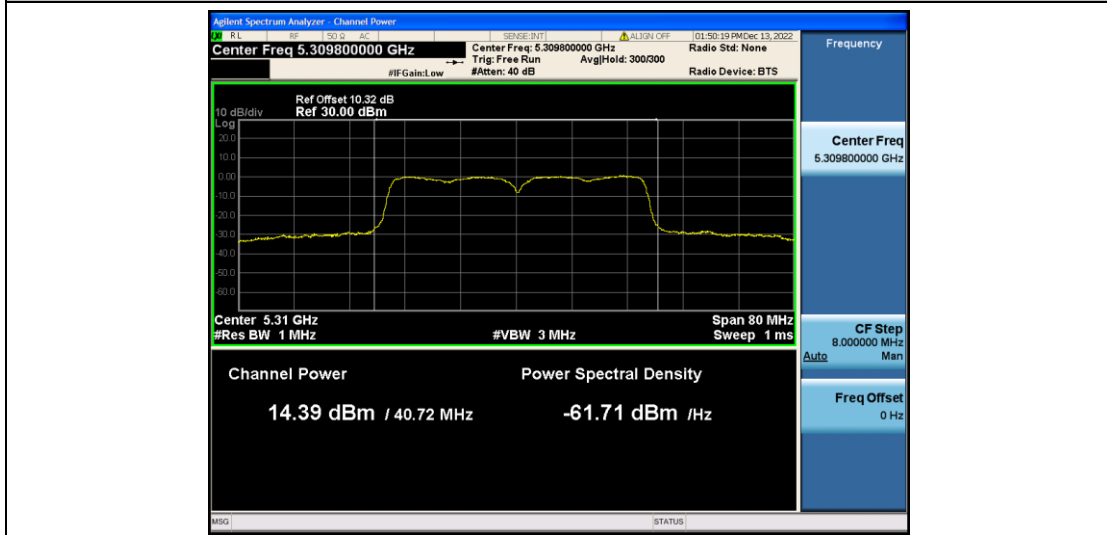 Agilent Spectrum Analyzer - Channel Power
RL RF 50 Ω AC SENSE:INT ALIGN OFF 01:50:19 PM Dec 13, 2022
Center Freq 5.309800000 GHz
Center Freq: 5.309800000 GHz
Radio Std: None
Trig: Free Run Avg|Hold: 300/300
#IFGain:Low
#Atten: 40 dB
Radio Device: BTS
Frequency
Ref Offset 10.32 dB
10 dB/div Ref 30.00 dBm
Log
20.0
10.0
0.00
-10.0
-20.0
-30.0
-40.0
-50.0
-60.0
Center Freq
5.309800000 GHz
Center 5.31 GHz
Span 80 MHz
#Res BW 1 MHz
#VBW 3 MHz
Sweep 1 ms
CF Step
8.000000 MHz
Auto Man
Channel Power
Power Spectral Density
14.39 dBm / 40.72 MHz
-61.71 dBm /Hz
Freq Offset
0 Hz
MSG
STATUS